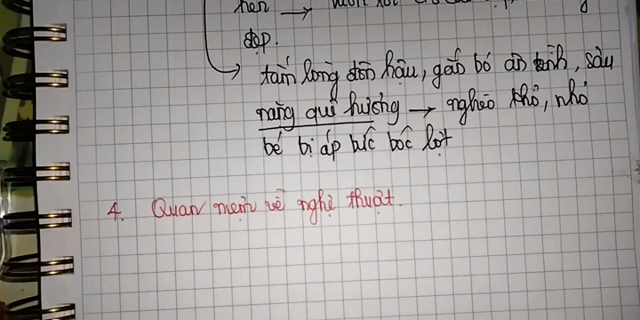 hơn →
đẹp.
→ tấm lòng đôn hậu, gắn bó ân tình, sâu
nặng quê hương → nghèo khổ, nhỏ
bé bị áp bức bóc lột
4. Quan niệm về nghệ thuật.